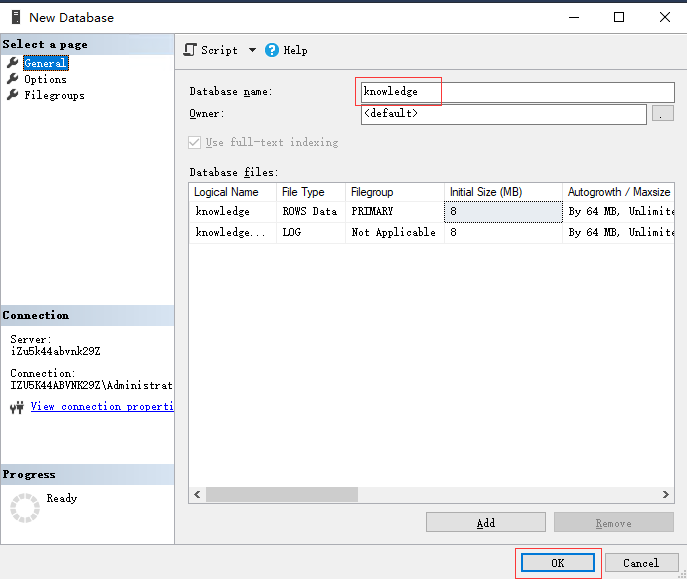 New Database
Select a page
General
Options
Filegroups
Script
Help
Database name:
knowledge
Owner:
<default>
.
Use full-text indexing
Database files:
Logical Name File Type Filegroup Initial Size (MB) Autogrowth / Maxsize
knowledge ROWS Data PRIMARY 8 By 64 MB, Unlimite
knowledge... LOG Not Applicable 8 By 64 MB, Unlimite
Connection
Server:
iZu5k44abvnk29Z
Connection:
IZU5K44ABVNK29Z\Administrat
View connection properti
Progress
Ready
Add
Remove
OK
Cancel